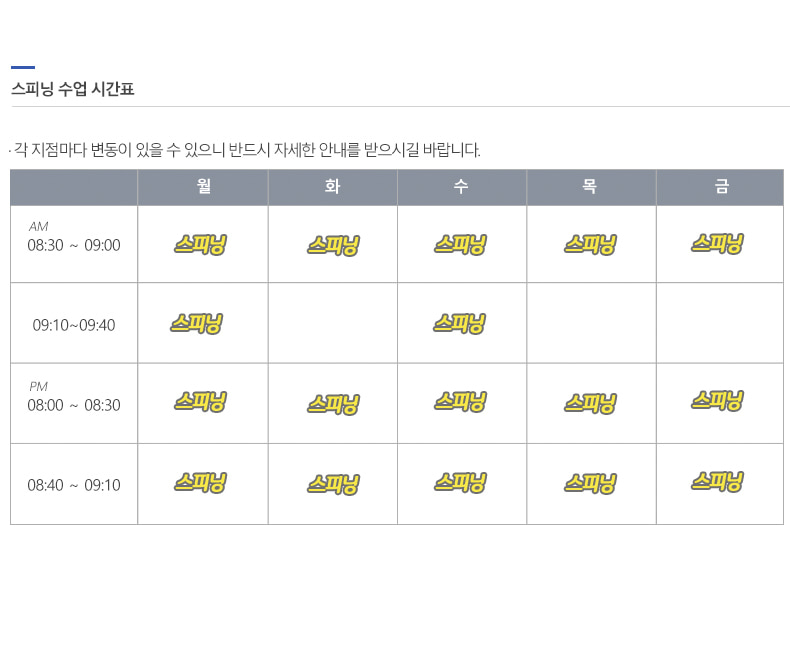 스피닝 수업 시간표
· 각 지점마다 변동이 있을 수 있으니 반드시 자세한 안내를 받으시길 바랍니다.
월 화 수 목 금
AM
08:30 ~ 09:00 스피닝 스피닝 스피닝 스피닝 스피닝
09:10~09:40 스피닝 스피닝
PM
08:00 ~ 08:30 스피닝 스피닝 스피닝 스피닝 스피닝
08:40 ~ 09:10 스피닝 스피닝 스피닝 스피닝 스피닝